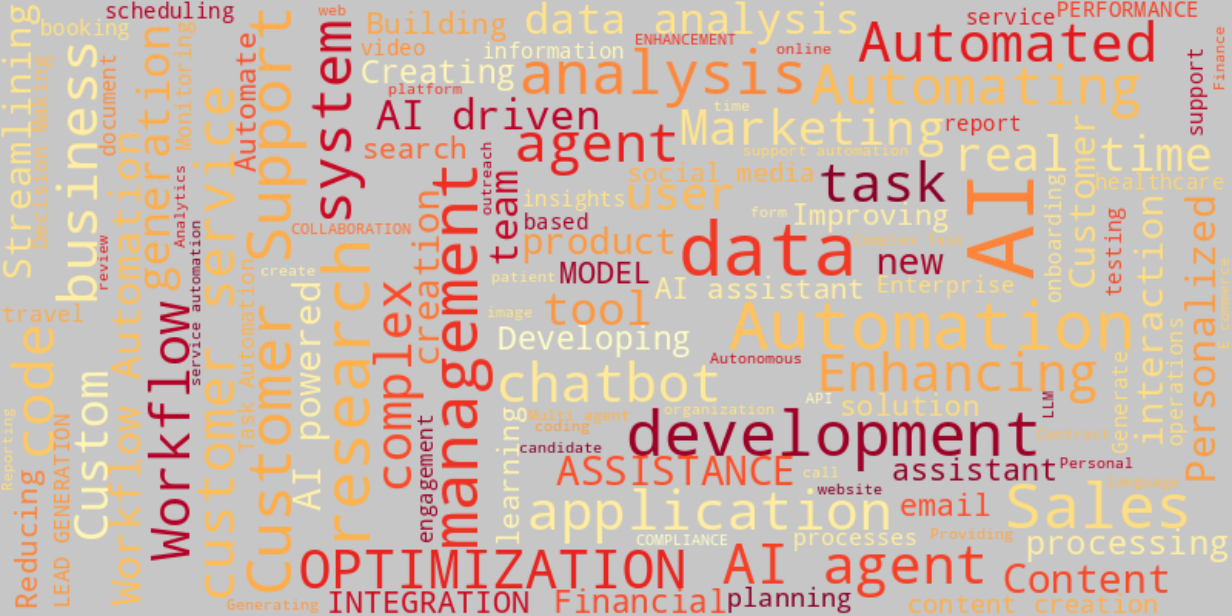 scheduling
booking
Streamlining
Decision Making
business
document
review
generation
Automation
Monitoring
Analytics
customer service
service automation
Automate
Support
Customer
web
system
Building
video
platform
Creating
information
data analysis
ENHANCEMENT
online
analysis
service
PERFORMANCE
Automated
Automating
support
Finance
AI driven
time
agent
Marketing
report
search
support automation
real time
outreach
social media
task
AI
healthcare
Customer
onboarding
team
insights
user
based
form
Improving
COLLABORATION
product
data
new
Complex task
testing
interaction
Personalized
create
research
creation
management
complex
patient
MODEL
AI assistant
Enterprise
travel
code
Workflow
Task Automation
AI powered
image
tool
Developing
Automation
Autonomous
Enhancing
operations
Generate
chatbot
API
solution
LLM
Custom
Workflow
Reporting
Reducing
LEAD GENERATION
engagement
learning
Multi agent
coding
organization
candidate
development
Contract
ASSISTANCE
call
assistant
Personal
website
Language
application
email
Sales
COMPLIANCE
processes
Providing
processing
OPTIMIZATION
AI agent
Content
Generating
INTEGRATION
Financial
planning
content creation